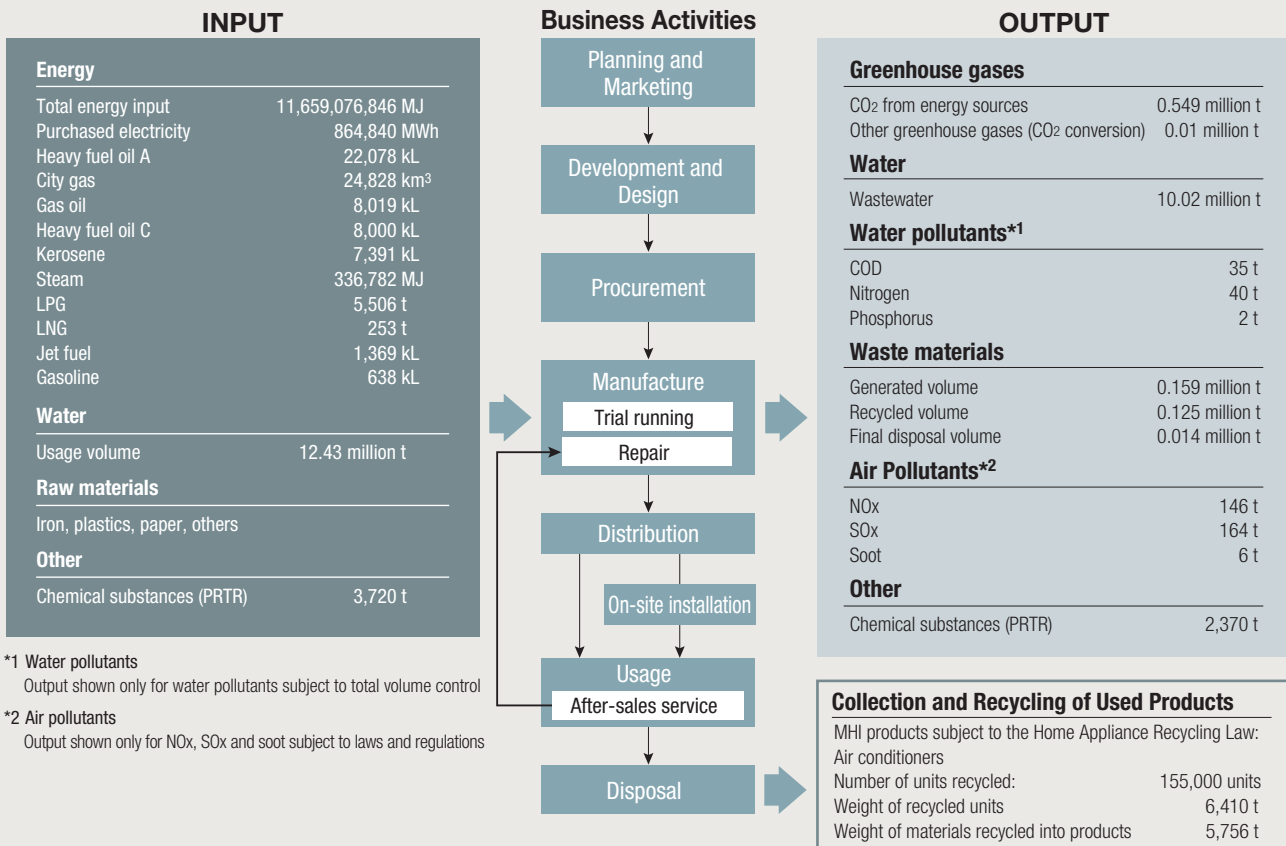 INPUT
Energy
Total energy input 11,659,076,846 MJ
Purchased electricity 864,840 MWh
Heavy fuel oil A 22,078 kL
City gas 24,828 km3
Gas oil 8,019 kL
Heavy fuel oil C 8,000 kL
Kerosene 7,391 kL
Steam 336,782 MJ
LPG 5,506 t
LNG 253 t
Jet fuel 1,369 kL
Gasoline 638 kL
Water
Usage volume 12.43 million t
Raw materials
Iron, plastics, paper, others
Other
Chemical substances (PRTR) 3,720 t
*1 Water pollutants
Output shown only for water pollutants subject to total volume control
*2 Air pollutants
Output shown only for NOx, SOx and soot subject to laws and regulations
Business Activities
Planning and
Marketing
Development and
Design
Procurement
Manufacture
Trial running
Repair
Distribution
On-site installation
Usage
After-sales service
Disposal
OUTPUT
Greenhouse gases
CO2 from energy sources 0.549 million t
Other greenhouse gases (CO2 conversion) 0.01 million t
Water
Wastewater 10.02 million t
Water pollutants*1
COD 35 t
Nitrogen 40 t
Phosphorus 2 t
Waste materials
Generated volume 0.159 million t
Recycled volume 0.125 million t
Final disposal volume 0.014 million t
Air Pollutants*2
NOx 146 t
SOx 164 t
Soot 6 t
Other
Chemical substances (PRTR) 2,370 t
Collection and Recycling of Used Products
MHI products subject to the Home Appliance Recycling Law:
Air conditioners
Number of units recycled: 155,000 units
Weight of recycled units 6,410 t
Weight of materials recycled into products 5,756 t